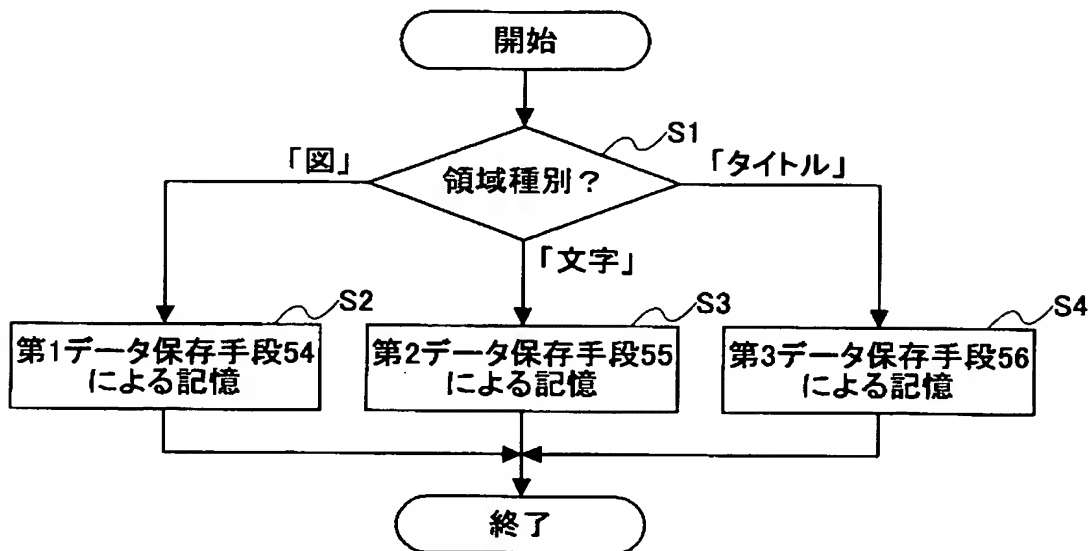 開始
S1
「図」
領域種別?
「タイトル」
「文字」
S2
S3
S4
第1データ保存手段54
による記憶
第2データ保存手段55
による記憶
第3データ保存手段56
による記憶
終了